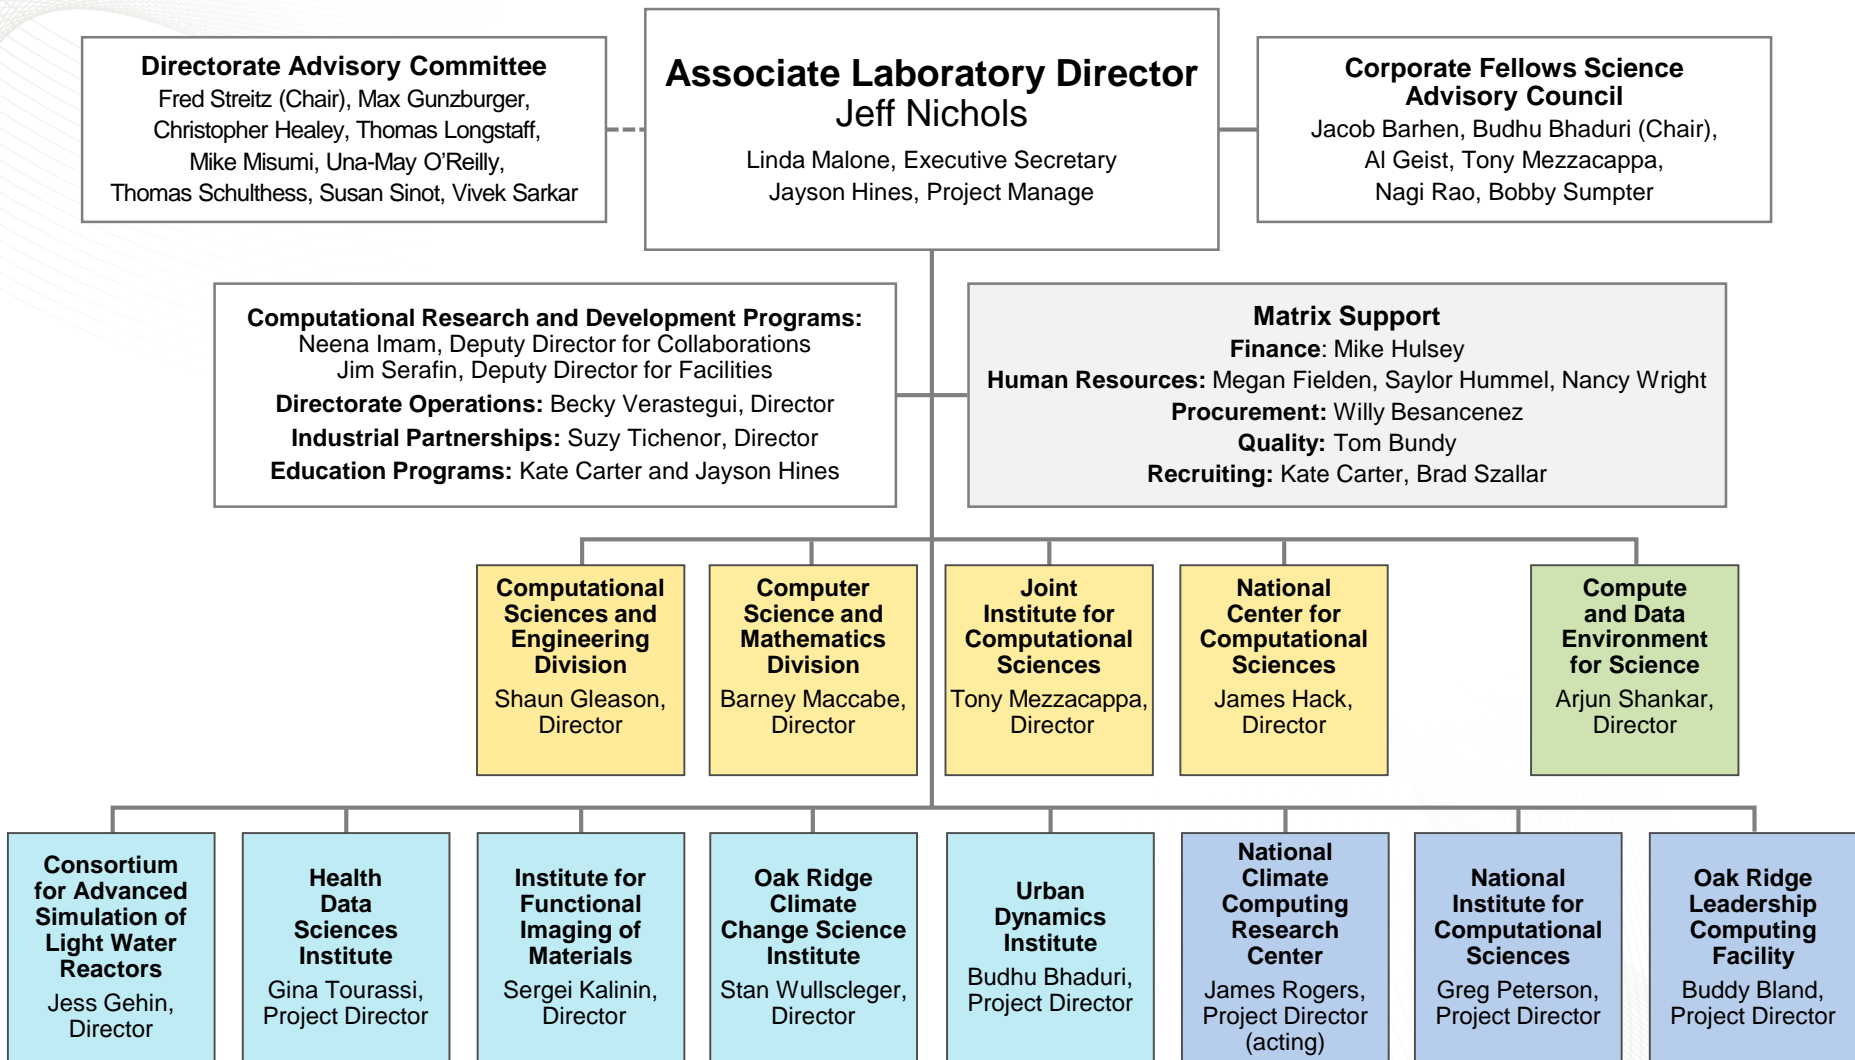 Directorate Advisory Committee
Fred Streitz (Chair), Max Gunzburger,
Christopher Healey, Thomas Longstaff,
Mike Misumi, Una-May O'Reilly,
Thomas Schulthess, Susan Sinot, Vivek Sarkar
Associate Laboratory Director
Jeff Nichols
Linda Malone, Executive Secretary
Jayson Hines, Project Manage
Corporate Fellows Science
Advisory Council
Jacob Barhen, Budhu Bhaduri (Chair),
Al Geist, Tony Mezzacappa,
Nagi Rao, Bobby Sumpter
Computational Research and Development Programs:
Neena Imam, Deputy Director for Collaborations
Jim Serafin, Deputy Director for Facilities
Directorate Operations: Becky Verastegui, Director
Industrial Partnerships: Suzy Tichenor, Director
Education Programs: Kate Carter and Jayson Hines
Matrix Support
Finance: Mike Hulsey
Human Resources: Megan Fielden, Saylor Hummel, Nancy Wright
Procurement: Willy Besancenez
Quality: Tom Bundy
Recruiting: Kate Carter, Brad Szallar
Computational
Sciences and
Engineering
Division
Shaun Gleason,
Director
Computer
Science and
Mathematics
Division
Barney Maccabe,
Director
Joint
Institute for
Computational
Sciences
Tony Mezzacappa,
Director
National
Center for
Computational
Sciences
James Hack,
Director
Compute
and Data
Environment
for Science
Arjun Shankar,
Director
Consortium
for Advanced
Simulation of
Light Water
Reactors
Jess Gehin,
Director
Health
Data
Sciences
Institute
Gina Tourassi,
Project Director
Institute for
Functional
Imaging of
Materials
Sergei Kalinin,
Director
Oak Ridge
Climate
Change Science
Institute
Stan Wullscleger,
Director
Urban
Dynamics
Institute
Budhu Bhaduri,
Project Director
National
Climate
Computing
Research
Center
James Rogers,
Project Director
(acting)
National
Institute for
Computational
Sciences
Greg Peterson,
Project Director
Oak Ridge
Leadership
Computing
Facility
Buddy Bland,
Project Director